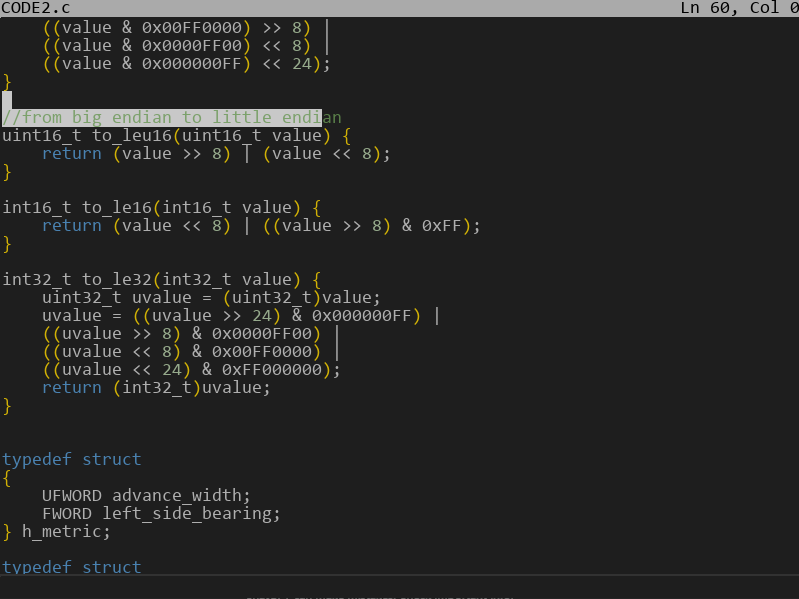 CODE2.c Ln 60, Col 0
((value & 0x00FF0000) >> 8) |
((value & 0x0000FF00) << 8) |
((value & 0x000000FF) << 24);
}
//from big endian to little endian
uint16_t to_leu16(uint16_t value) {
return (value >> 8) | (value << 8);
}
int16_t to_le16(int16_t value) {
return (value << 8) | ((value >> 8) & 0xFF);
}
int32_t to_le32(int32_t value) {
uint32_t uvalue = (uint32_t)value;
uvalue = ((uvalue >> 24) & 0x000000FF) |
((uvalue >> 8) & 0x0000FF00) |
((uvalue << 8) & 0x00FF0000) |
((uvalue << 24) & 0xFF000000);
return (int32_t)uvalue;
}
typedef struct
{
UFWORD advance_width;
FWORD left_side_bearing;
} h_metric;
typedef struct